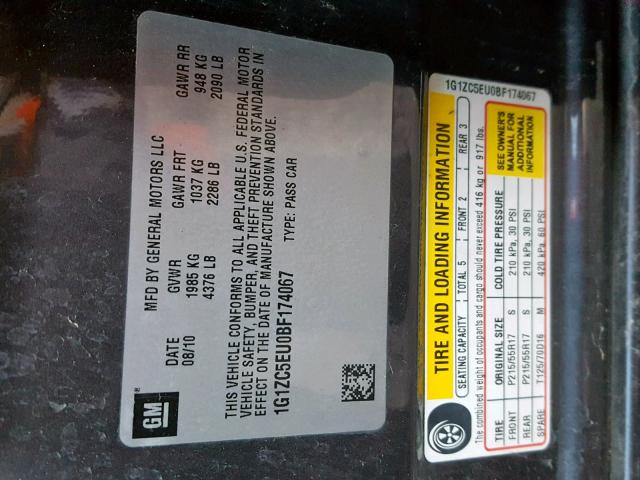 GM®
MFD BY GENERAL MOTORS LLC
DATE GVWR GAWR FRT GAWR RR
08/10 1985 KG 1037 KG 948 KG
4376 LB 2286 LB 2090 LB
THIS VEHICLE CONFORMS TO ALL APPLICABLE U.S. FEDERAL MOTOR
VEHICLE SAFETY, BUMPER, AND THEFT PREVENTION STANDARDS IN
EFFECT ON THE DATE OF MANUFACTURE SHOWN ABOVE.
1G1ZC5EU0BF174067 TYPE: PASS CAR
1G1ZC5EU0BF174067
TIRE AND LOADING INFORMATION
SEATING CAPACITY TOTAL 5 FRONT 2 REAR 3
The combined weight of occupants and cargo should never exceed 416 kg or 917 lbs.
TIRE ORIGINAL SIZE COLD TIRE PRESSURE
FRONT P215/55R17 S 210 kPa, 30 PSI
REAR P215/55R17 S 210 kPa, 30 PSI
SPARE T125/70D16 M 420 kPa, 60 PSI
SEE OWNER'S
MANUAL FOR
ADDITIONAL
INFORMATION